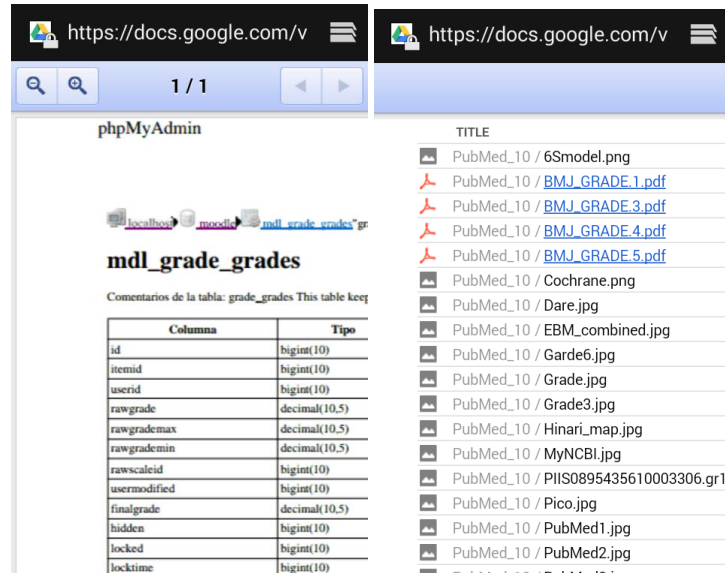 https://docs.google.com/v
1 / 1
phpMyAdmin
localhost moodle mdl_grade_grades"gr
mdl_grade_grades
Comentarios de la tabla: grade_grades This table keep
Columna Tipo
id bigint(10)
itemid bigint(10)
userid bigint(10)
rawgrade decimal(10,5)
rawgrademax decimal(10,5)
rawgrademin decimal(10,5)
rawscaleid bigint(10)
usermodified bigint(10)
finalgrade decimal(10,5)
hidden bigint(10)
locked bigint(10)
locktime bigint(10)
https://docs.google.com/v
TITLE
PubMed_10 / 6Smodel.png
PubMed_10 / BMJ_GRADE.1.pdf
PubMed_10 / BMJ_GRADE.3.pdf
PubMed_10 / BMJ_GRADE.4.pdf
PubMed_10 / BMJ_GRADE.5.pdf
PubMed_10 / Cochrane.png
PubMed_10 / Dare.jpg
PubMed_10 / EBM_combined.jpg
PubMed_10 / Garde6.jpg
PubMed_10 / Grade.jpg
PubMed_10 / Grade3.jpg
PubMed_10 / Hinari_map.jpg
PubMed_10 / MyNCBI.jpg
PubMed_10 / PIIS0895435610003306.gr1
PubMed_10 / Pico.jpg
PubMed_10 / PubMed1.jpg
PubMed_10 / PubMed2.jpg